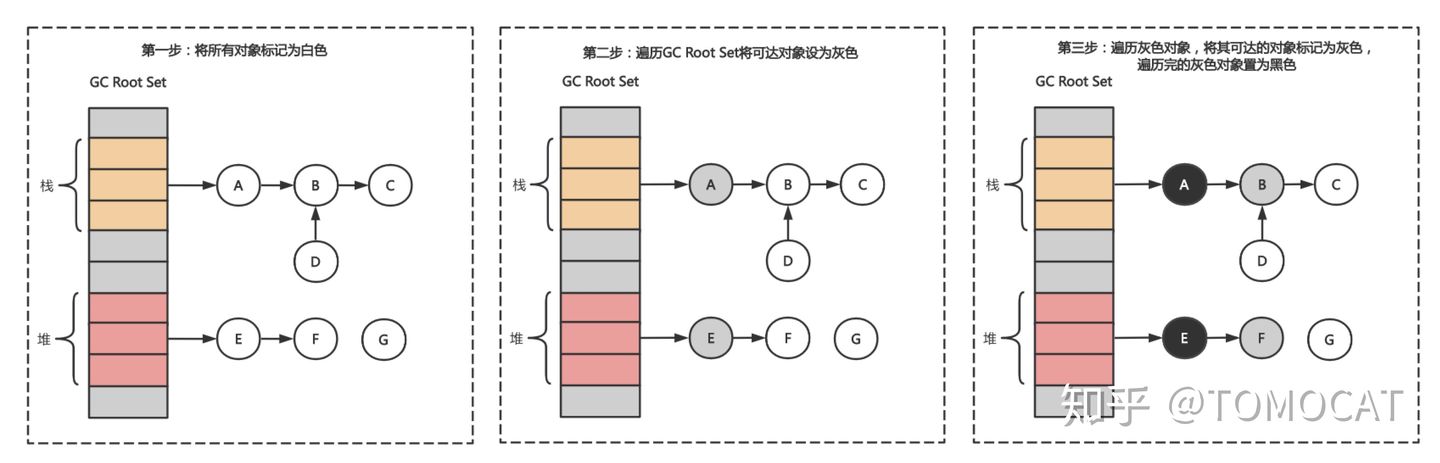 第一步：将所有对象标记为白色
GC Root Set
栈
A
B
C
D
堆
E
F
G
第二步：遍历GC Root Set将可达对象设为灰色
GC Root Set
栈
A
B
C
D
堆
E
F
G
第三步：遍历灰色对象，将其可达的对象标记为灰色，
遍历完的灰色对象置为黑色
GC Root Set
栈
A
B
C
D
堆
E
F
G
知乎 @TOMOCAT